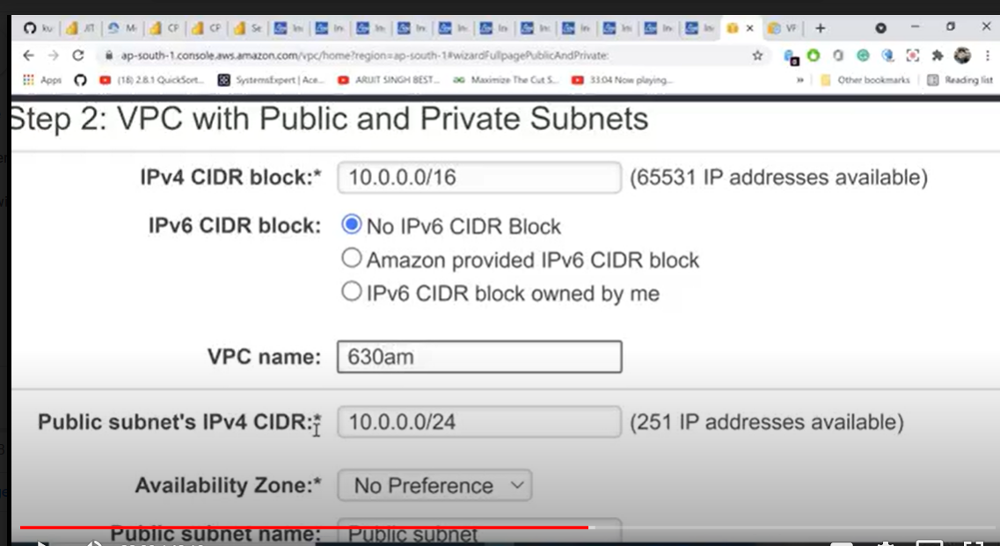 ku JIT M- CP CP Se Inc In In In In In In In In In In VF
ap-south-1.console.aws.amazon.com/vpc/home?region=ap-south-1#wizardFullpagePublicAndPrivate:
Apps (18) 2.8.1 QuickSort... SystemsExpert | Ace... ARIJIT SINGH BEST... Maximize The Cut S... 33:04 Now playing... » Other bookmarks Reading list
Step 2: VPC with Public and Private Subnets
IPv4 CIDR block:* 10.0.0.0/16 (65531 IP addresses available)
IPv6 CIDR block: No IPv6 CIDR Block
Amazon provided IPv6 CIDR block
IPv6 CIDR block owned by me
VPC name: 630am
Public subnet's IPv4 CIDR:* 10.0.0.0/24 (251 IP addresses available)
Availability Zone:* No Preference
Public subnet name: Public subnet